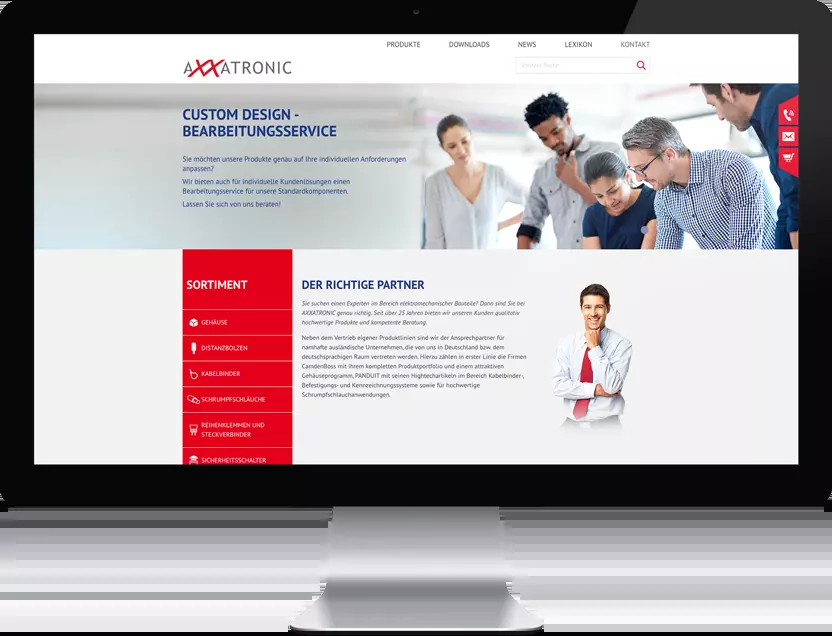 PRODUKTE DOWNLOADS NEWS LEXIKON KONTAKT
AXXATRONIC
CUSTOM DESIGN -
BEARBEITUNGSSERVICE
Sie möchten unsere Produkte genau auf Ihre individuellen Anforderungen
anpassen?
Wir bieten auch für individuelle Kundenlösungen einen
Bearbeitungsservice für unsere Standardkomponenten.
Lassen Sie sich von uns beraten!
SORTIMENT
GEHÄUSE
DISTANZBOLZEN
KABELBINDER
SCHRUMPFSCHLÄUCHE
REIHENKLEMMEN UND
STECKVERBINDER
SICHERHEITSSCHALTER
DER RICHTIGE PARTNER
Sie suchen einen Experten im Bereich elektromechanischer Bauteile? Dann sind Sie bei
AXXATRONIC genau richtig. Seit über 25 Jahren bieten wir unseren Kunden qualitativ
hochwertige Produkte und kompetente Beratung.
Neben dem Vertrieb eigener Produktlinien sind wir der Ansprechpartner für
namhafte ausländische Unternehmen, die von uns in Deutschland bzw. dem
deutschsprachigen Raum vertreten werden. Hierzu zählen in erster Linie die Firmen
CamdenBoss mit ihrem kompletten Produktportfolio und einem attraktiven
Gehäuseprogramm, PANDUIT mit seinen Hightechartikeln im Bereich Kabelbinder-,
Befestigungs- und Kennzeichnungssysteme sowie für hochwertige
Schrumpfschlauchanwendungen.